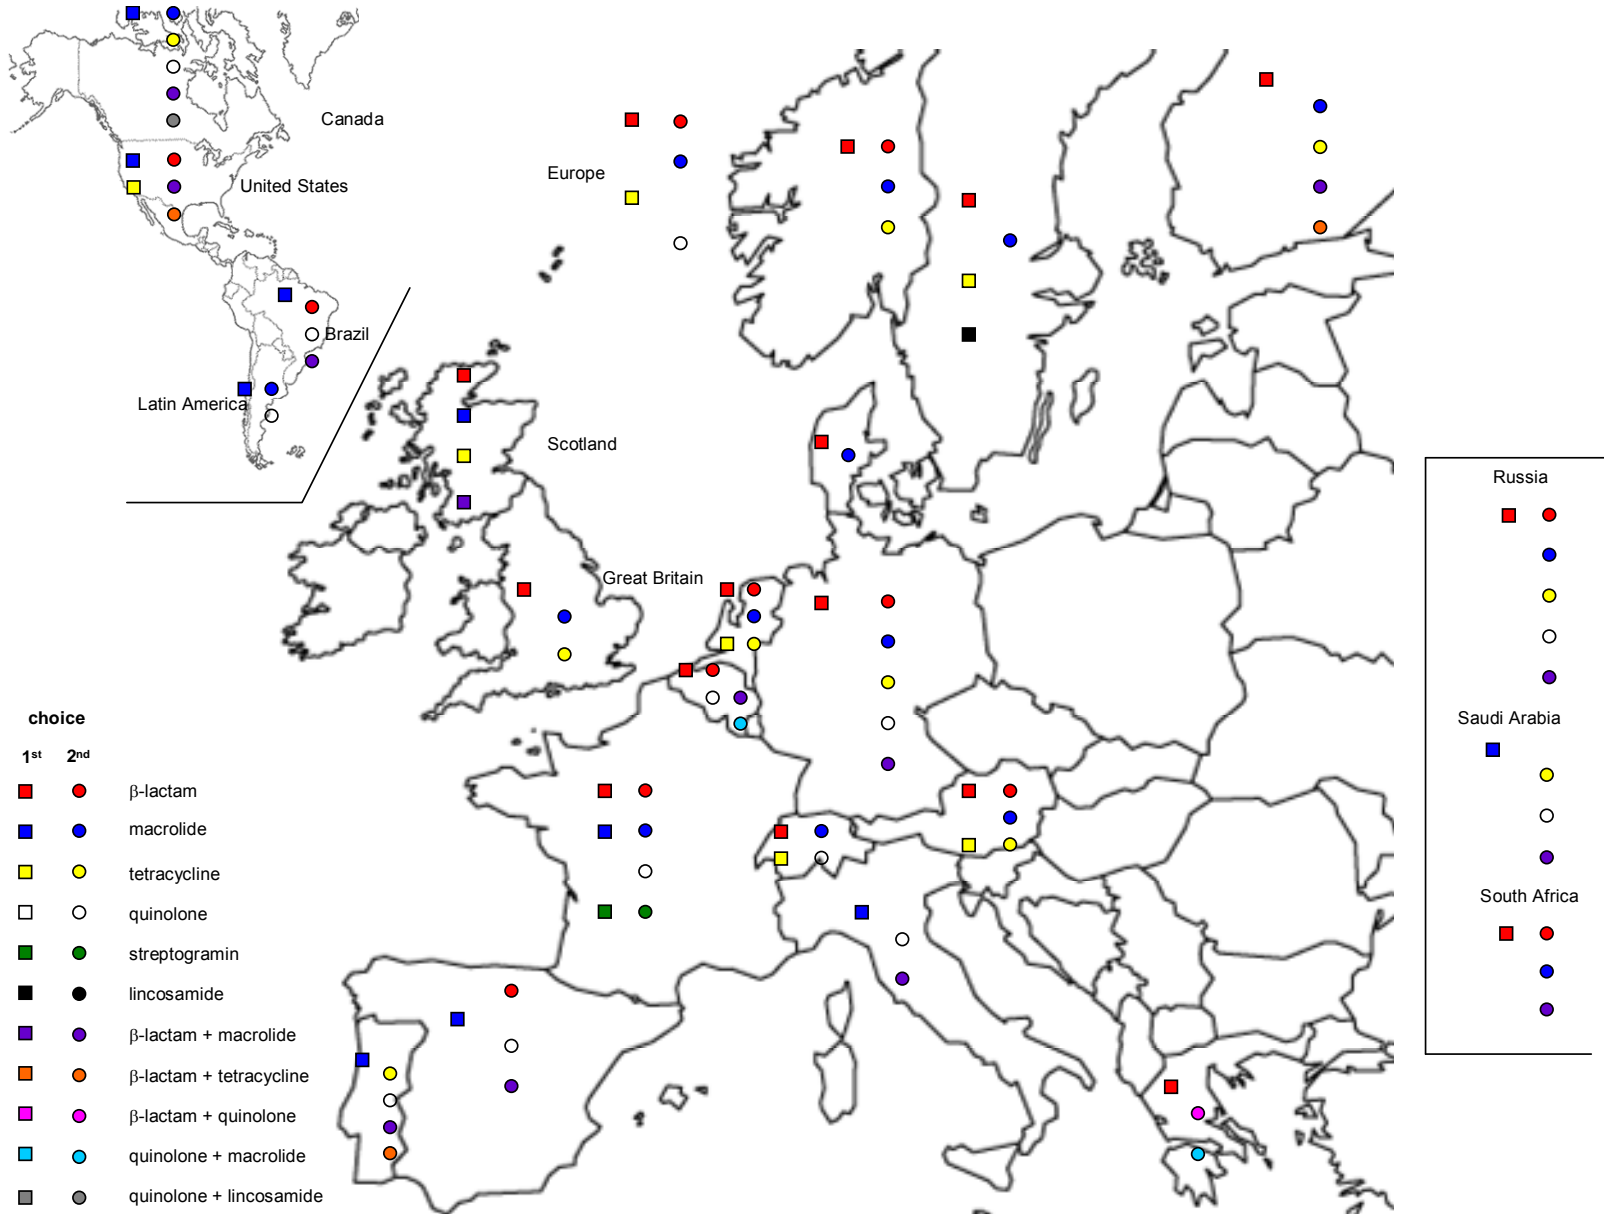 Canada
United States
Brazil
Latin America
Europe
Scotland
Great Britain
Russia
Saudi Arabia
South Africa
choice
1st 2nd
β-lactam
macrolide
tetracycline
quinolone
streptogramin
lincosamide
β-lactam + macrolide
β-lactam + tetracycline
β-lactam + quinolone
quinolone + macrolide
quinolone + lincosamide